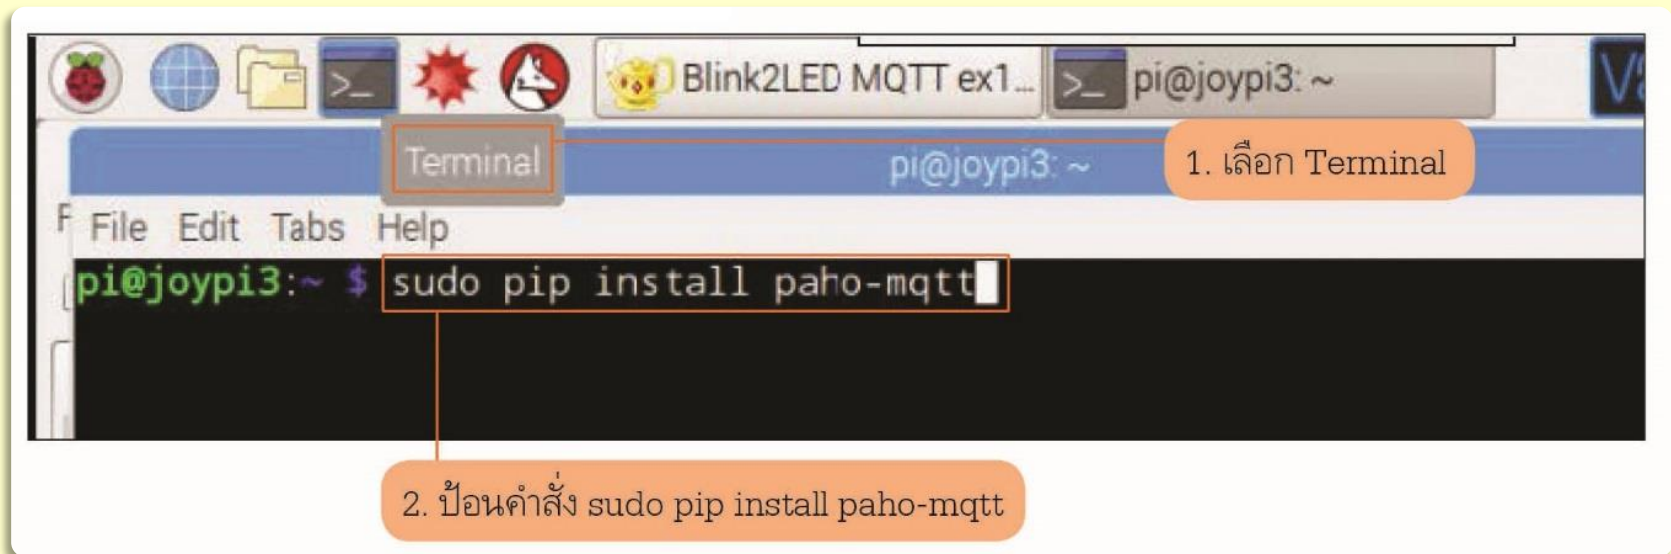 Blink2LED MQTT ex1...
pi@joypi3: ~
Terminal
pi@joypi3: ~
1. เลือก Terminal
File Edit Tabs Help
pi@joypi3:~ $ sudo pip install paho-mqtt
2. ป้อนคำสั่ง sudo pip install paho-mqtt